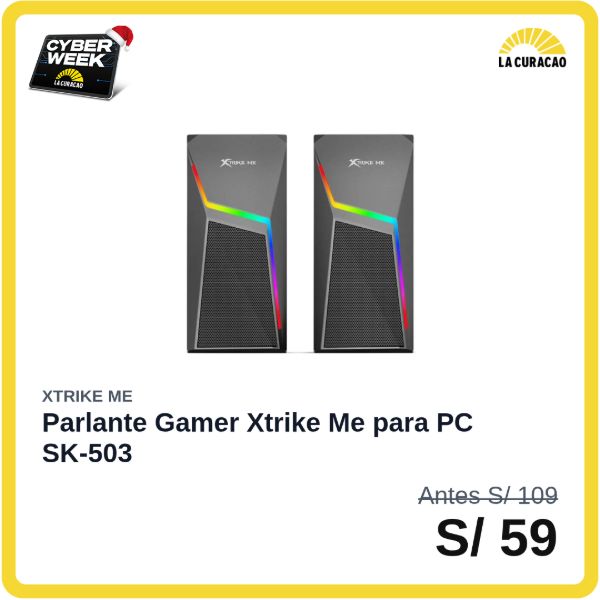 CYBER
WEEK
LA CURACAO
LA CURACAO
XTRIKE ME
XTRIKE ME
XTRIKE ME
Parlante Gamer Xtrike Me para PC
SK-503
Antes S/ 109
S/ 59